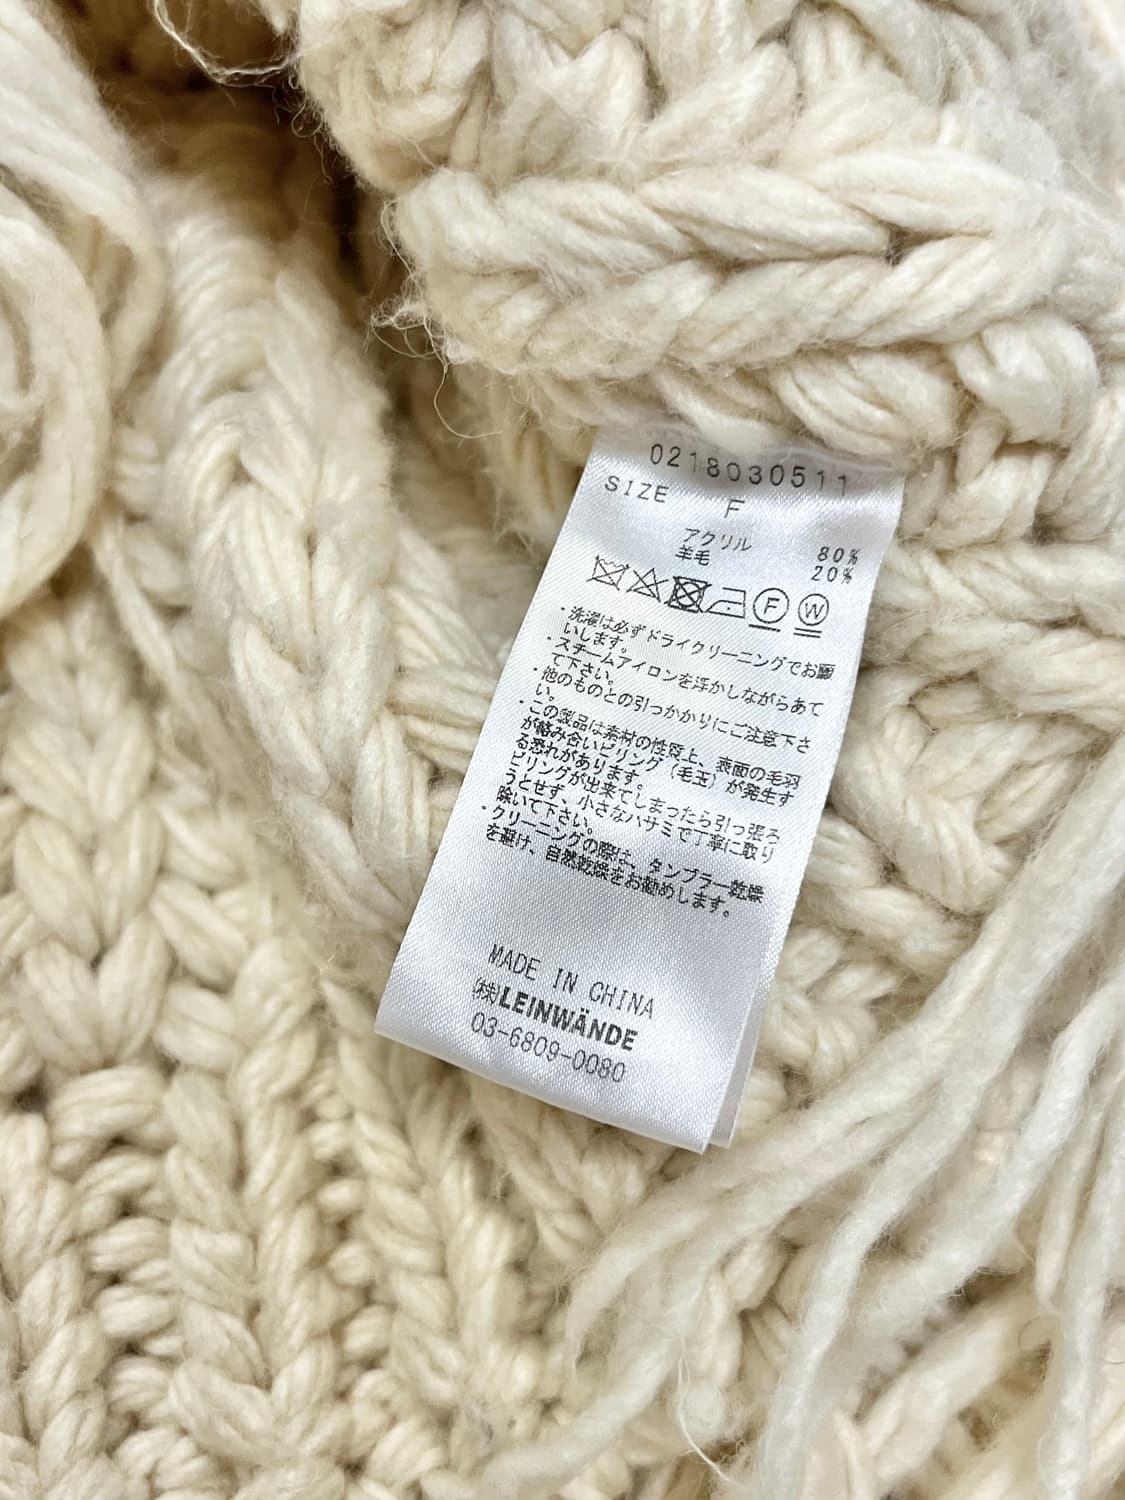 0218030511
SIZE F
アクリル 80%
羊毛 20%
F W
・洗濯は必ずドライクリーニングでお願
いします。
・スチームアイロンを浮かしながらあて
て下さい。
・他のものとの引っかかりにご注意下さ
い。
・この製品は素材の性質上、表面の毛羽
が絡み合いピリング（毛玉）が発生す
る恐れがあります。
ピリングが出来てしまったら引っ張ろ
うとせず、小さなハサミで丁寧に取り
除いて下さい。
・クリーニングの際は、タンブラー乾燥
を避け、自然乾燥をお勧めします。
MADE IN CHINA
㈱LEINWÄNDE
03-6809-0080